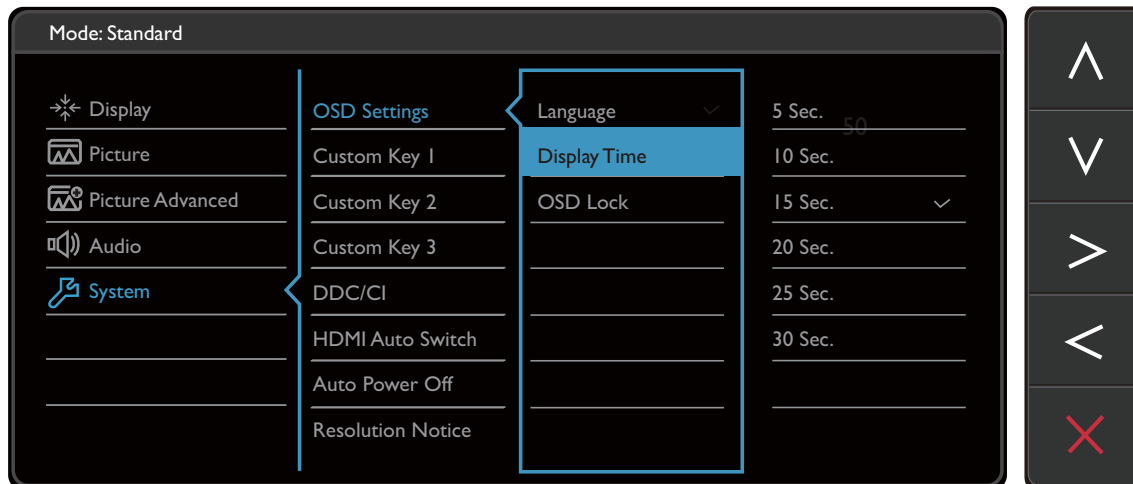 Mode: Standard
Display
Picture
Picture Advanced
Audio
System
OSD Settings
Custom Key 1
Custom Key 2
Custom Key 3
DDC/CI
HDMI Auto Switch
Auto Power Off
Resolution Notice
Language
Display Time
OSD Lock
5 Sec.
50
10 Sec.
15 Sec.
20 Sec.
25 Sec.
30 Sec.